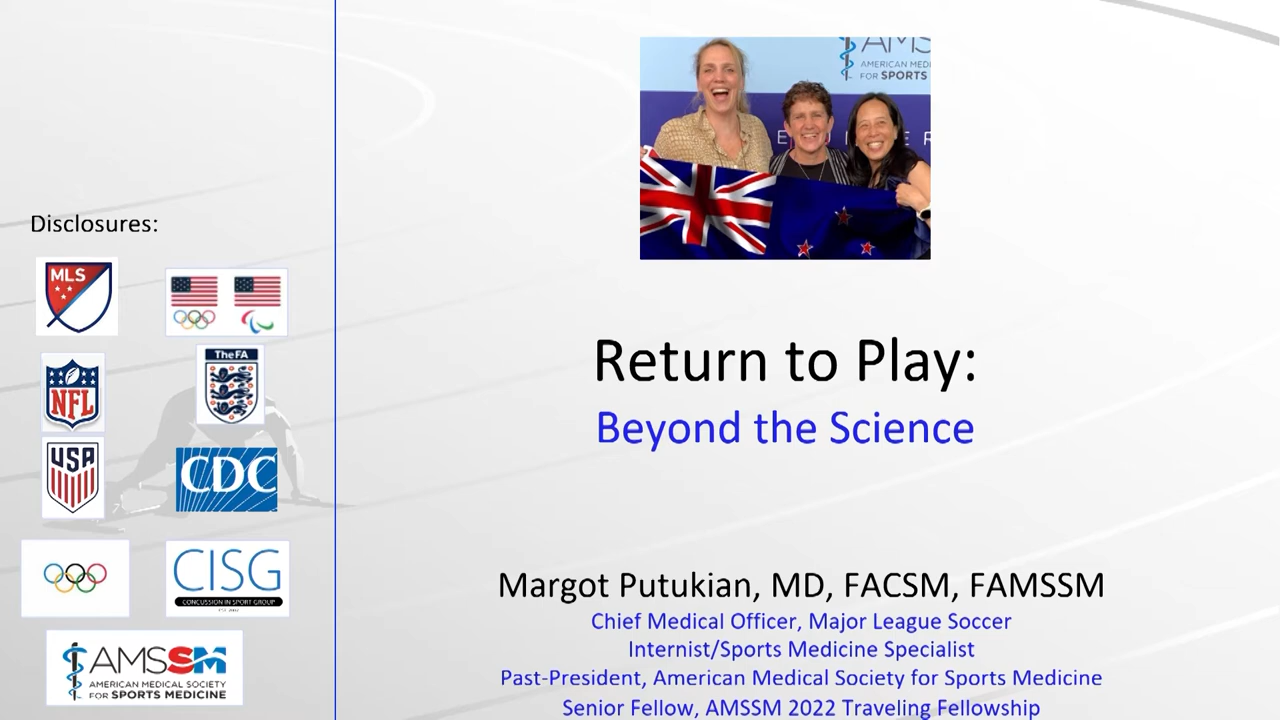 AMS
AMERICAN MEDI
FOR SPORTS
E U N E R
Disclosures:
MLS
TheFA
NFL
USA
CDC
CISG
CONCUSSION IN SPORT GROUP
AMSSM
AMERICAN MEDICAL SOCIETY
FOR SPORTS MEDICINE
Return to Play:
Beyond the Science
Margot Putukian, MD, FACSM, FAMSSM
Chief Medical Officer, Major League Soccer
Internist/Sports Medicine Specialist
Past-President, American Medical Society for Sports Medicine
Senior Fellow, AMSSM 2022 Traveling Fellowship